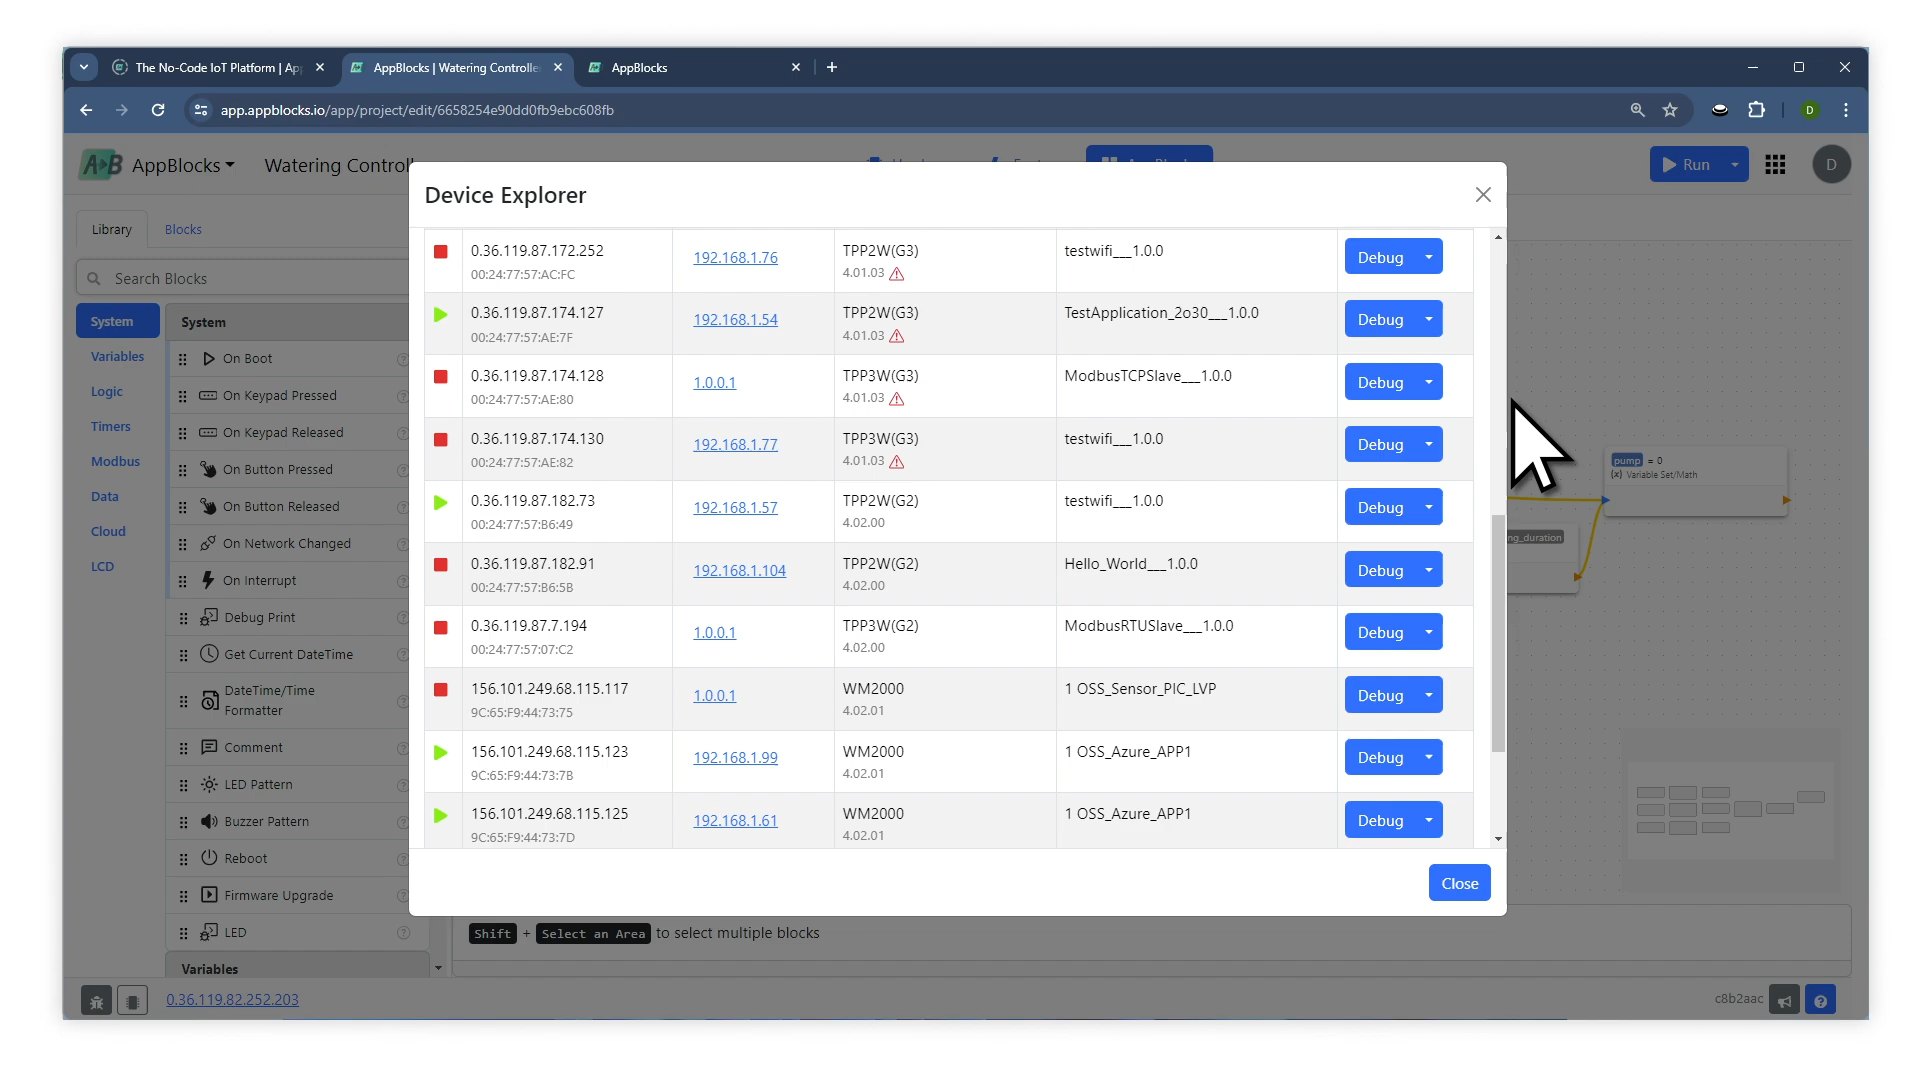 The No-Code IoT Platform | Ap
AppBlocks | Watering Controlle
AppBlocks
app.appblocks.io/app/project/edit/6658254e90dd0fb9ebc608fb
D
A B AppBlocks
Watering Controll
Run
D
Device Explorer
Library
Blocks
Search Blocks
System
Variables
Logic
Timers
Modbus
Data
Cloud
LCD
System
On Boot
On Keypad Pressed
On Keypad Released
On Button Pressed
On Button Released
On Network Changed
On Interrupt
Debug Print
Get Current DateTime
DateTime/Time
Formatter
Comment
LED Pattern
Buzzer Pattern
Reboot
Firmware Upgrade
LED
Variables
0.36.119.87.172.252 192.168.1.76 TPP2W(G3) testwifi___1.0.0 Debug
00:24:77:57:AC:FC 4.01.03
0.36.119.87.174.127 192.168.1.54 TPP2W(G3) TestApplication_2o30___1.0.0 Debug
00:24:77:57:AE:7F 4.01.03
0.36.119.87.174.128 1.0.0.1 TPP3W(G3) ModbusTCPSlave___1.0.0 Debug
00:24:77:57:AE:80 4.01.03
0.36.119.87.174.130 192.168.1.77 TPP3W(G3) testwifi___1.0.0 Debug
00:24:77:57:AE:82 4.01.03
0.36.119.87.182.73 192.168.1.57 TPP2W(G2) testwifi___1.0.0 Debug
00:24:77:57:B6:49 4.02.00
0.36.119.87.182.91 192.168.1.104 TPP2W(G2) Hello_World___1.0.0 Debug
00:24:77:57:B6:5B 4.02.00
0.36.119.87.7.194 1.0.0.1 TPP3W(G2) ModbusRTUSlave___1.0.0 Debug
00:24:77:57:07:C2 4.02.00
156.101.249.68.115.117 1.0.0.1 WM2000 1 OSS_Sensor_PIC_LVP Debug
9C:65:F9:44:73:75 4.02.01
156.101.249.68.115.123 192.168.1.99 WM2000 1 OSS_Azure_APP1 Debug
9C:65:F9:44:73:7B 4.02.01
156.101.249.68.115.125 192.168.1.61 WM2000 1 OSS_Azure_APP1 Debug
9C:65:F9:44:73:7D 4.02.01
Close
pump = 0
(x) Variable Set/Math
ng_duration
Shift + Select an Area to select multiple blocks
0.36.119.82.252.203
c8b2aac